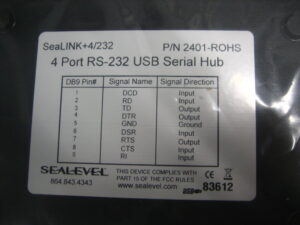 SeaLINK+4/232 P/N 2401-ROHS
4 Port RS-232 USB Serial Hub
DB9 Pin# Signal Name Signal Direction
1 DCD Input
2 RD Input
3 TD Output
4 DTR Output
5 GND Ground
6 DSR Input
7 RTS Output
8 CTS Input
9 RI Input
SEALEVEL THIS DEVICE COMPLIES WITH
PART 15 OF THE FCC RULES
864.843.4343 www.sealevel.com 83612
CE